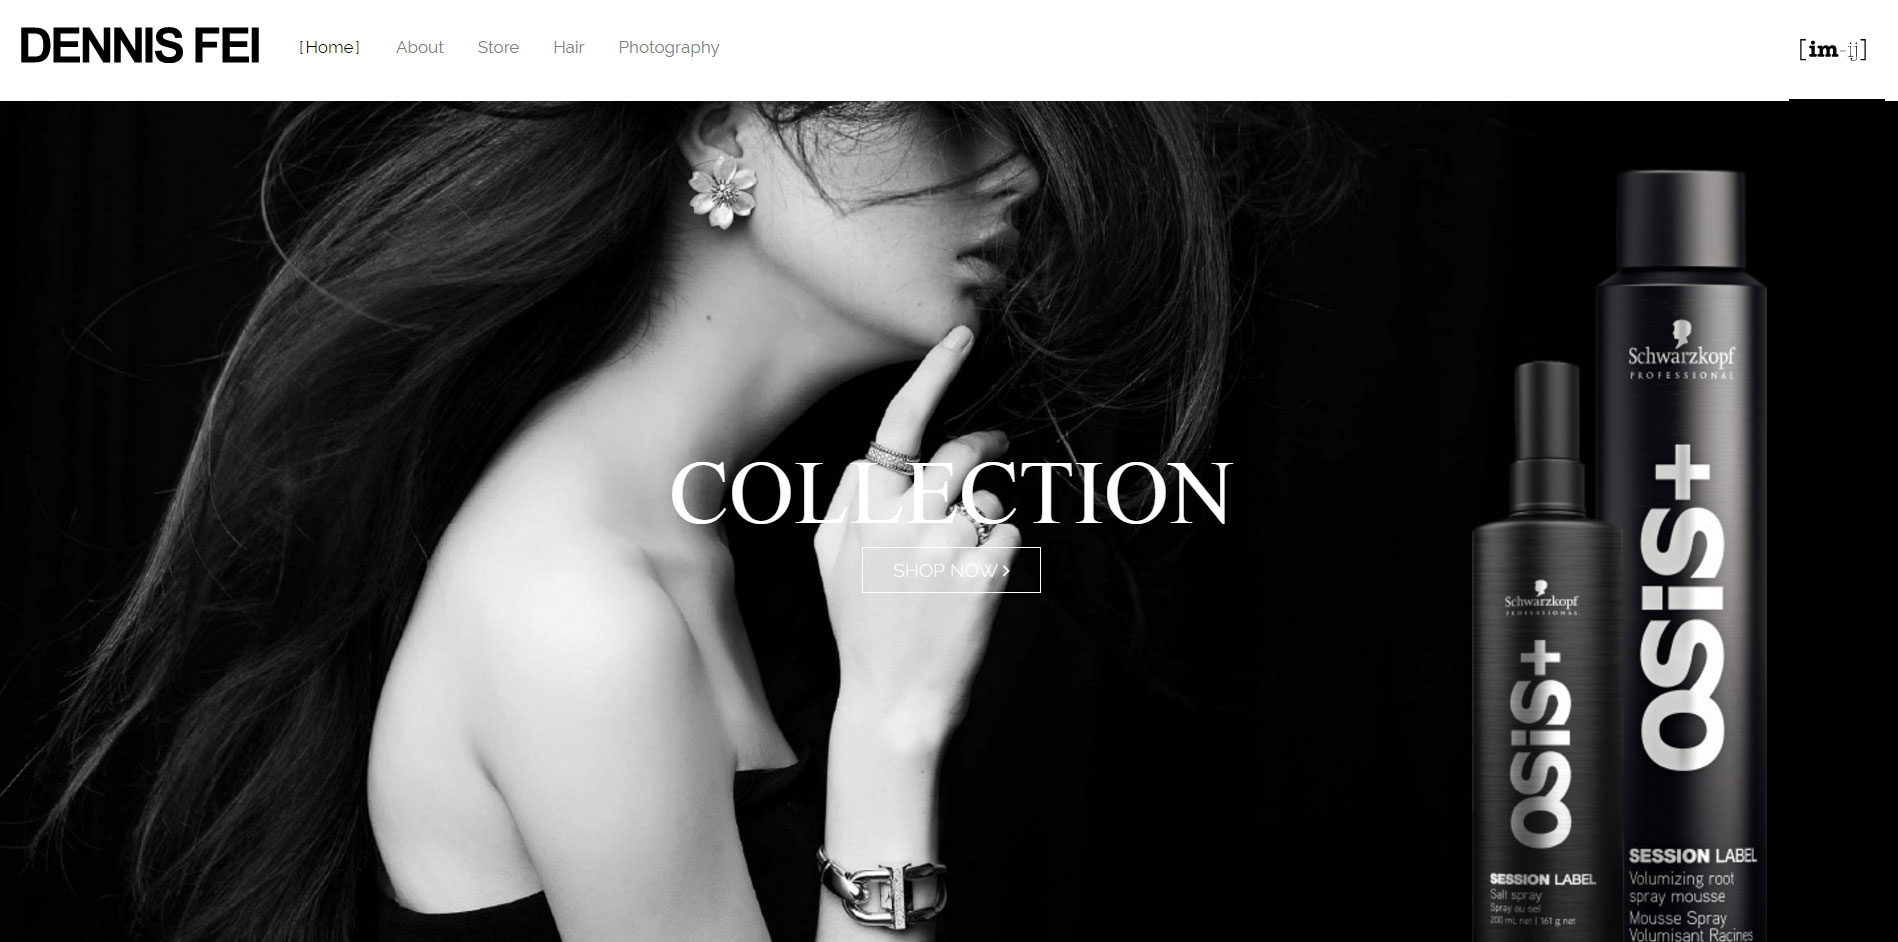 DENNIS FEI
[Home]
About
Store
Hair
Photography
[im-ij]
COLLECTION
SHOP NOW >
Schwarzkopf
PROFESSIONAL
OSiS+
SESSION LABEL
Salt spray
Spray au sel
200 mL net | 161 g net
Schwarzkopf
PROFESSIONAL
OSiS+
SESSION LABEL
Volumizing root
spray mousse
Mousse Spray
Volumisant Racines